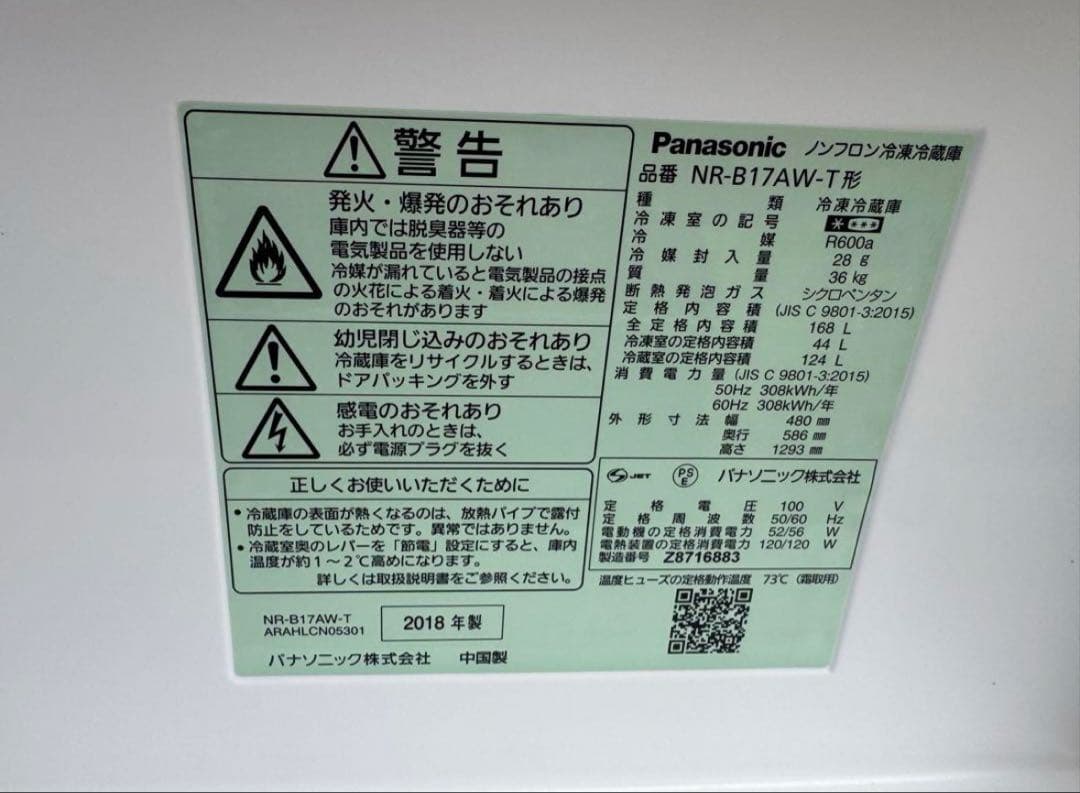 警告
発火・爆発のおそれあり
庫内では脱臭器等の
電気製品を使用しない
冷媒が漏れていると電気製品の接点
の火花による着火・着火による爆発
のおそれがあります
幼児閉じ込みのおそれあり
冷蔵庫をリサイクルするときは、
ドアパッキングを外す
感電のおそれあり
お手入れのときは、
必ず電源プラグを抜く
正しくお使いいただくために
•冷蔵庫の表面が熱くなるのは、放熱パイプで露付
防止をしているためです。異常ではありません。
•冷蔵室奥のレバーを「節電」設定にすると、庫内
温度が約1~2℃高めになります。
詳しくは取扱説明書をご参照ください。
NR-B17AW-T
ARAHLCN05301
2018 年製
パナソニック株式会社 中国製
Panasonic ノンフロン冷凍冷蔵庫
品番 NR-B17AW-T形
種類 冷凍冷蔵庫
冷凍室の記号
冷媒 R600a
冷媒封入量 28 g
質量 36 kg
断熱発泡ガス シクロペンタン
定格内容積 (JIS C 9801-3:2015)
全定格内容積 168 L
冷凍室の定格内容積 44 L
冷蔵室の定格内容積 124 L
消費電力量 (JIS C 9801-3:2015)
50Hz 308kWh/年
60Hz 308kWh/年
外形寸法 幅 480 mm
奥行 586 mm
高さ 1293 mm
JET PSE パナソニック株式会社
定格電圧 100 V
定格周波数 50/60 Hz
電動機の定格消費電力 52/56 W
電熱装置の定格消費電力 120/120 W
製造番号 Z8716883
温度ヒューズの定格動作温度 73℃ (霜取用)